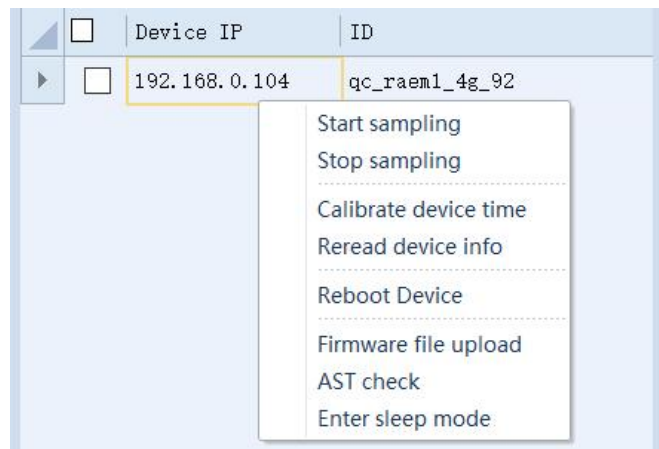 Device IP ID
192.168.0.104 qc_raem1_4g_92
Start sampling
Stop sampling
Calibrate device time
Reread device info
Reboot Device
Firmware file upload
AST check
Enter sleep mode